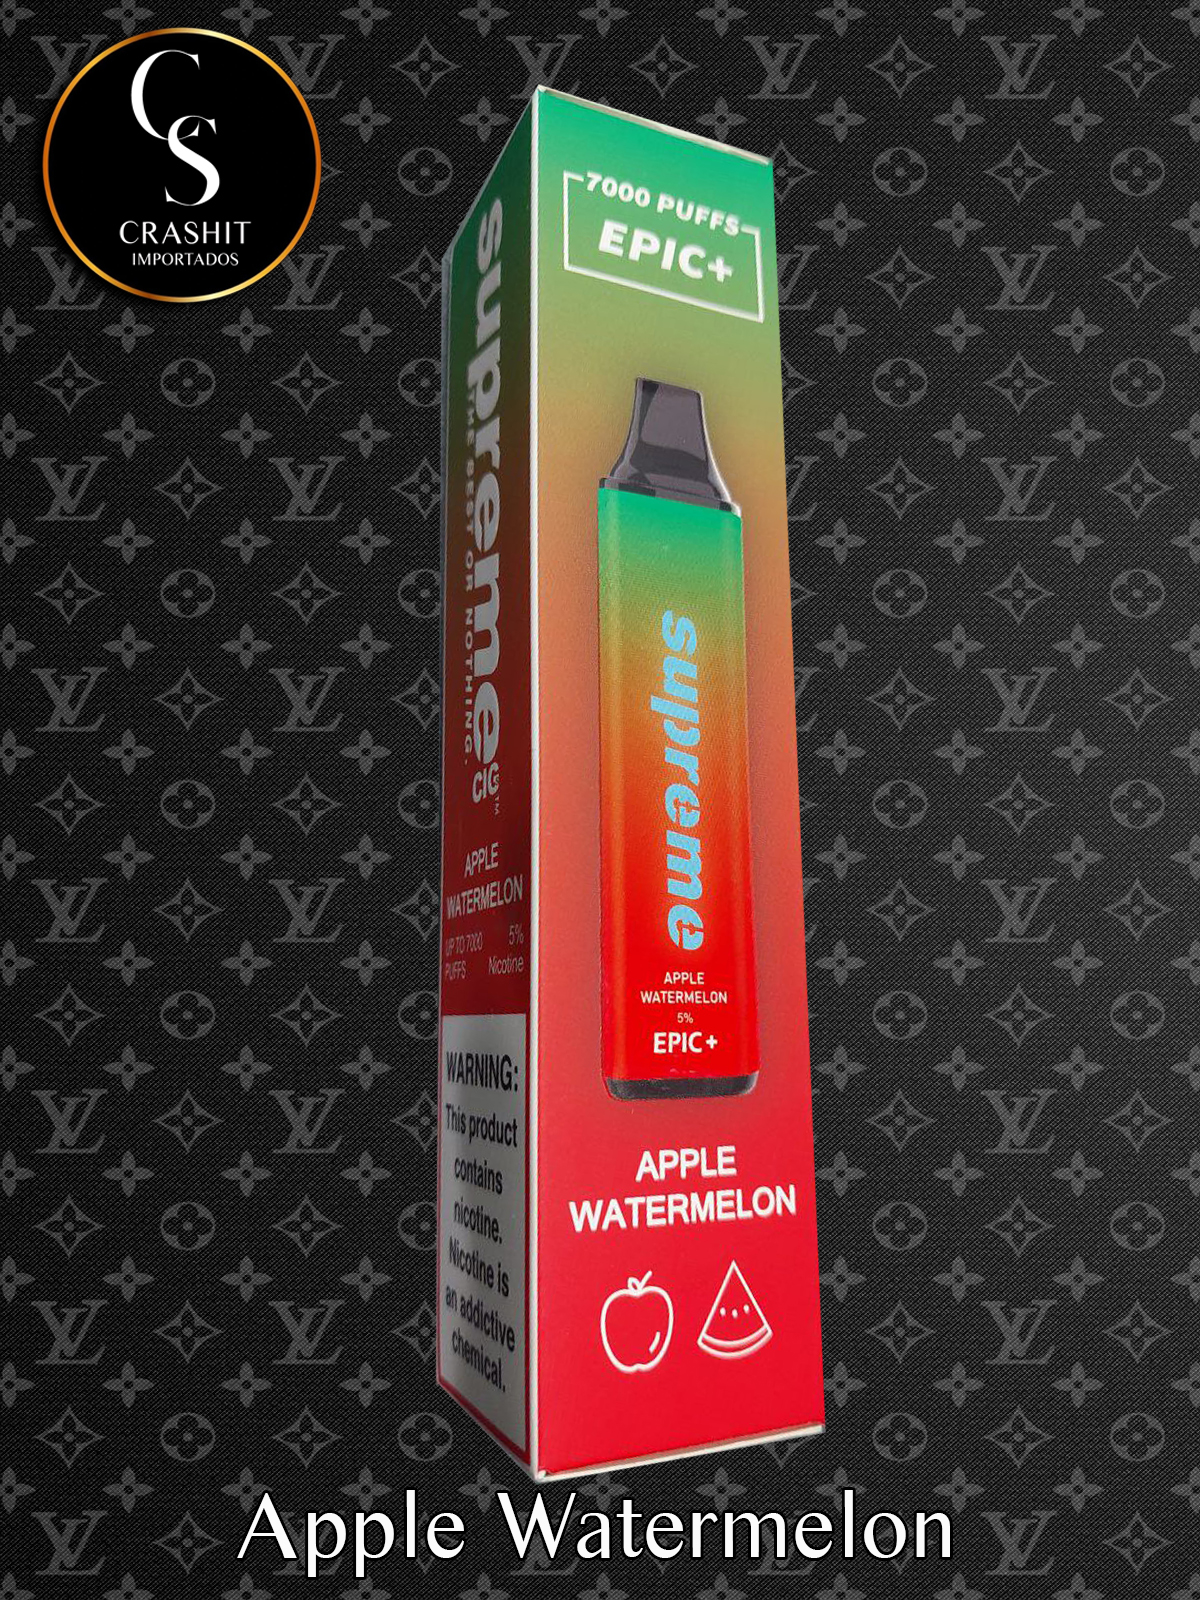 CS
CRASHIT
IMPORTADOS
7000 PUFFS
EPIC+
supreme
CIG™
THE BEST OR NOTHING.
APPLE
WATERMELON
UP TO 7000
PUFFS
5%
Nicotine
WARNING:
This product
contains
nicotine.
Nicotine is
an addictive
chemical.
supreme
APPLE
WATERMELON
5%
EPIC+
APPLE
WATERMELON
Apple Watermelon